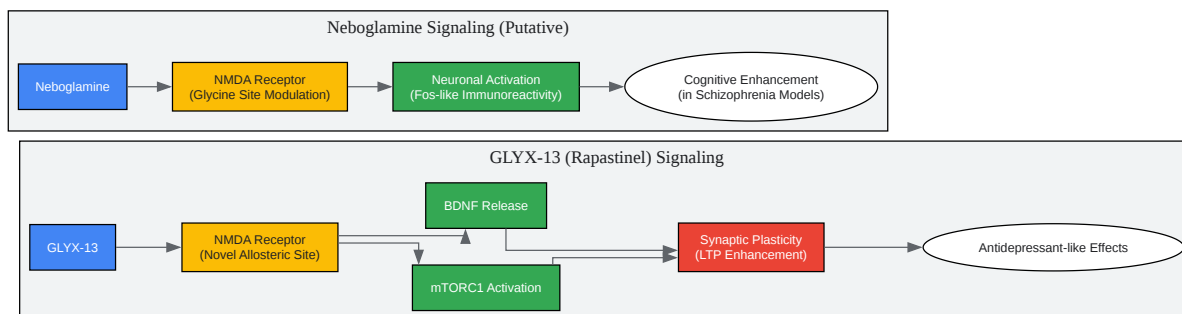 Neboglamine Signaling (Putative)
Neboglamine
NMDA Receptor
(Glycine Site Modulation)
Neuronal Activation
(Fos-like Immunoreactivity)
Cognitive Enhancement
(in Schizophrenia Models)
GLYX-13 (Rapastinel) Signaling
GLYX-13
NMDA Receptor
(Novel Allosteric Site)
BDNF Release
mTORC1 Activation
Synaptic Plasticity
(LTP Enhancement)
Antidepressant-like Effects